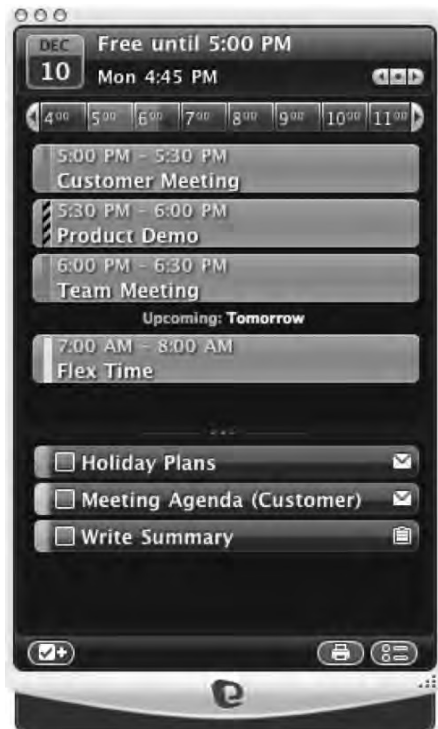 DEC
10
Free until 5:00 PM
Mon 4:45 PM
4:00 5:00 6:00 7:00 8:00 9:00 10:00 11:00
5:00 PM - 5:30 PM
Customer Meeting
5:30 PM - 6:00 PM
Product Demo
6:00 PM - 6:30 PM
Team Meeting
Upcoming: Tomorrow
7:00 AM - 8:00 AM
Flex Time
Holiday Plans
Meeting Agenda (Customer)
Write Summary